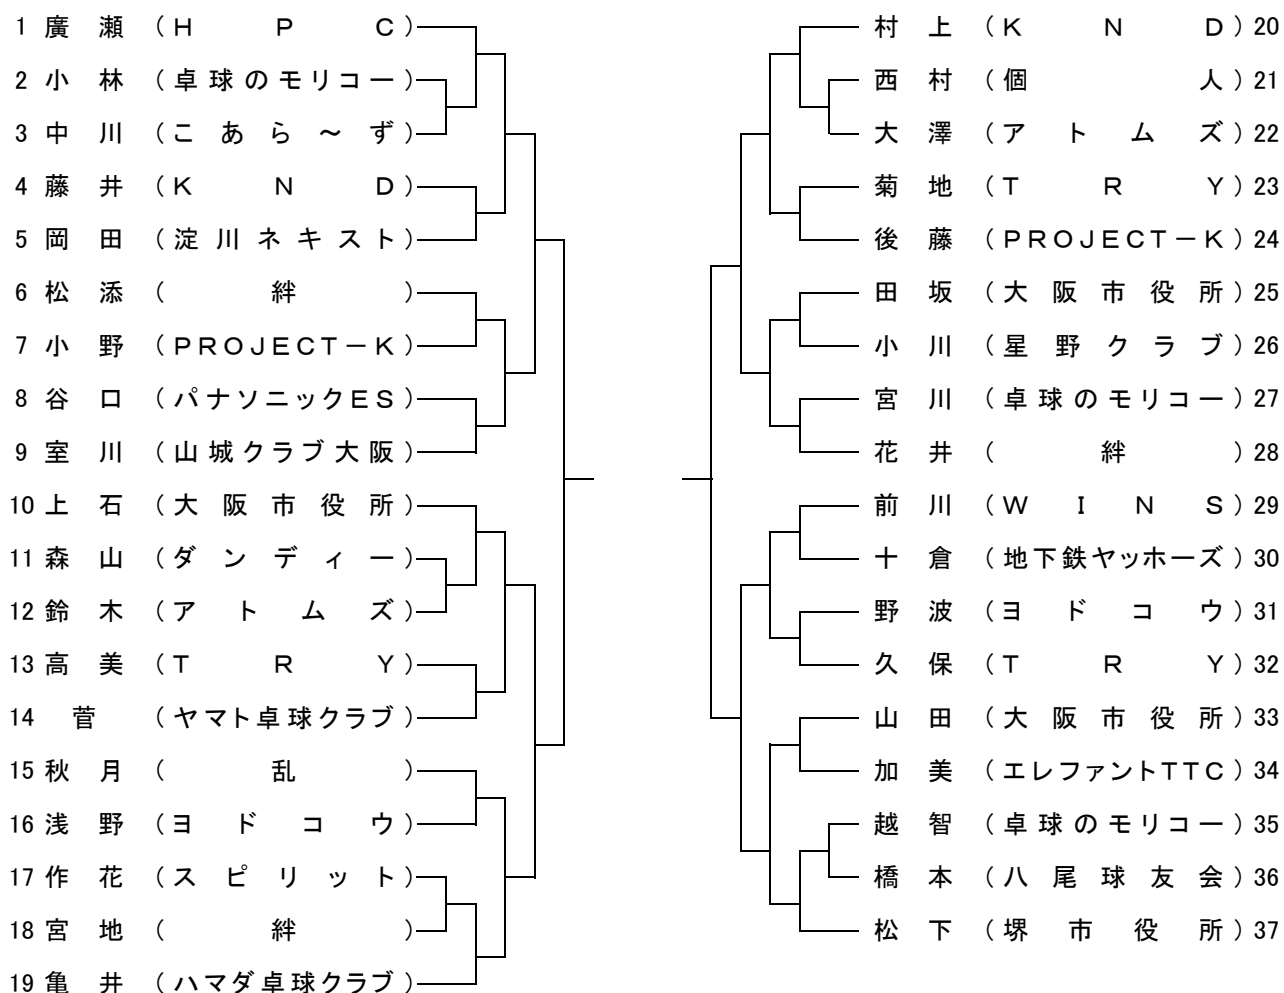 1 廣瀬 (HPC)
2 小林 (卓球のモリコー)
3 中川 (こあら～ず)
4 藤井 (KND)
5 岡田 (淀川ネキスト)
6 松添 (絆)
7 小野 (PROJECT－K)
8 谷口 (パナソニックES)
9 室川 (山城クラブ大阪)
10 上石 (大阪市役所)
11 森山 (ダンディー)
12 鈴木 (アトムズ)
13 高美 (TRY)
14 菅 (ヤマト卓球クラブ)
15 秋月 (乱)
16 浅野 (ヨドコウ)
17 作花 (スピリット)
18 宮地 (絆)
19 亀井 (ハマダ卓球クラブ)
村上 (KND) 20
西村 (個人) 21
大澤 (アトムズ) 22
菊地 (TRY) 23
後藤 (PROJECT－K) 24
田坂 (大阪市役所) 25
小川 (星野クラブ) 26
宮川 (卓球のモリコー) 27
花井 (絆) 28
前川 (WINS) 29
十倉 (地下鉄ヤッホーズ) 30
野波 (ヨドコウ) 31
久保 (TRY) 32
山田 (大阪市役所) 33
加美 (エレファントTTC) 34
越智 (卓球のモリコー) 35
橋本 (八尾球友会) 36
松下 (堺市役所) 37